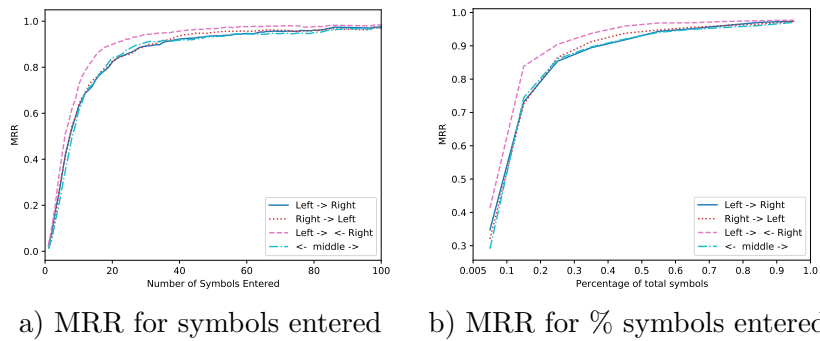 1.0
0.8
0.6
0.4
0.2
0.0
MRR
0 20 40 60 80 100
Number of Symbols Entered
Left -> Right
Right -> Left
Left -> <- Right
<- middle ->
1.0
0.9
0.8
0.7
0.6
0.5
0.4
0.3
MRR
0.005 0.1 0.2 0.3 0.4 0.5 0.6 0.7 0.8 0.9 1.0
Percentage of total symbols
Left -> Right
Right -> Left
Left -> <- Right
<- middle ->
a) MRR for symbols entered
b) MRR for % symbols entered